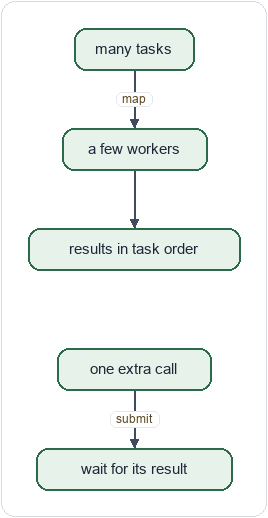 many tasks
map
a few workers
results in task order
one extra call
submit
wait for its result